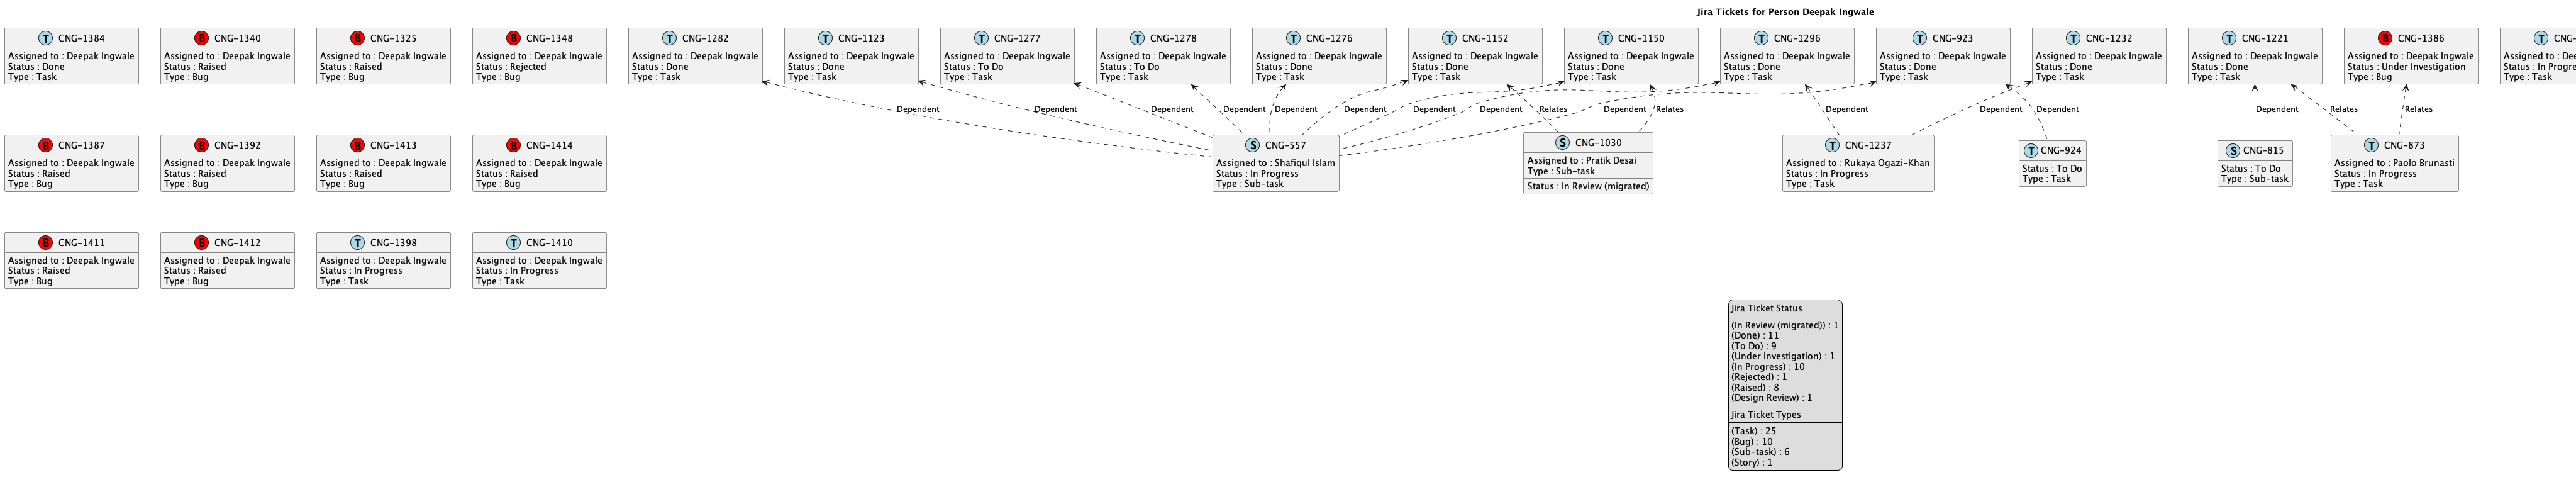 Jira Tickets for Person Deepak Ingwale
T CNG-1384
Assigned to : Deepak Ingwale
Status : Done
Type : Task
B CNG-1340
Assigned to : Deepak Ingwale
Status : Raised
Type : Bug
B CNG-1325
Assigned to : Deepak Ingwale
Status : Raised
Type : Bug
B CNG-1348
Assigned to : Deepak Ingwale
Status : Rejected
Type : Bug
T CNG-1282
Assigned to : Deepak Ingwale
Status : Done
Type : Task
T CNG-1123
Assigned to : Deepak Ingwale
Status : Done
Type : Task
T CNG-1277
Assigned to : Deepak Ingwale
Status : To Do
Type : Task
T CNG-1278
Assigned to : Deepak Ingwale
Status : To Do
Type : Task
T CNG-1276
Assigned to : Deepak Ingwale
Status : Done
Type : Task
T CNG-1152
Assigned to : Deepak Ingwale
Status : Done
Type : Task
T CNG-1150
Assigned to : Deepak Ingwale
Status : Done
Type : Task
T CNG-1296
Assigned to : Deepak Ingwale
Status : Done
Type : Task
T CNG-923
Assigned to : Deepak Ingwale
Status : Done
Type : Task
T CNG-1232
Assigned to : Deepak Ingwale
Status : Done
Type : Task
T CNG-1221
Assigned to : Deepak Ingwale
Status : Done
Type : Task
B CNG-1386
Assigned to : Deepak Ingwale
Status : Under Investigation
Type : Bug
T CNG-
Assigned to : Dee
Status : In Progre
Type : Task
Dependent
Dependent
Dependent
Dependent
Dependent
Dependent
Dependent
Dependent
Relates
Dependent
Relates
Dependent
Dependent
Dependent
Dependent
Relates
Relates
B CNG-1387
Assigned to : Deepak Ingwale
Status : Raised
Type : Bug
B CNG-1392
Assigned to : Deepak Ingwale
Status : Raised
Type : Bug
B CNG-1413
Assigned to : Deepak Ingwale
Status : Raised
Type : Bug
B CNG-1414
Assigned to : Deepak Ingwale
Status : Raised
Type : Bug
S CNG-557
Assigned to : Shafiqul Islam
Status : In Progress
Type : Sub-task
S CNG-1030
Assigned to : Pratik Desai
Type : Sub-task
Status : In Review (migrated)
T CNG-1237
Assigned to : Rukaya Ogazi-Khan
Status : In Progress
Type : Task
T CNG-924
Status : To Do
Type : Task
S CNG-815
Status : To Do
Type : Sub-task
T CNG-873
Assigned to : Paolo Brunasti
Status : In Progress
Type : Task
B CNG-1411
Assigned to : Deepak Ingwale
Status : Raised
Type : Bug
B CNG-1412
Assigned to : Deepak Ingwale
Status : Raised
Type : Bug
T CNG-1398
Assigned to : Deepak Ingwale
Status : In Progress
Type : Task
T CNG-1410
Assigned to : Deepak Ingwale
Status : In Progress
Type : Task
Jira Ticket Status
(In Review (migrated)) : 1
(Done) : 11
(To Do) : 9
(Under Investigation) : 1
(In Progress) : 10
(Rejected) : 1
(Raised) : 8
(Design Review) : 1
Jira Ticket Types
(Task) : 25
(Bug) : 10
(Sub-task) : 6
(Story) : 1